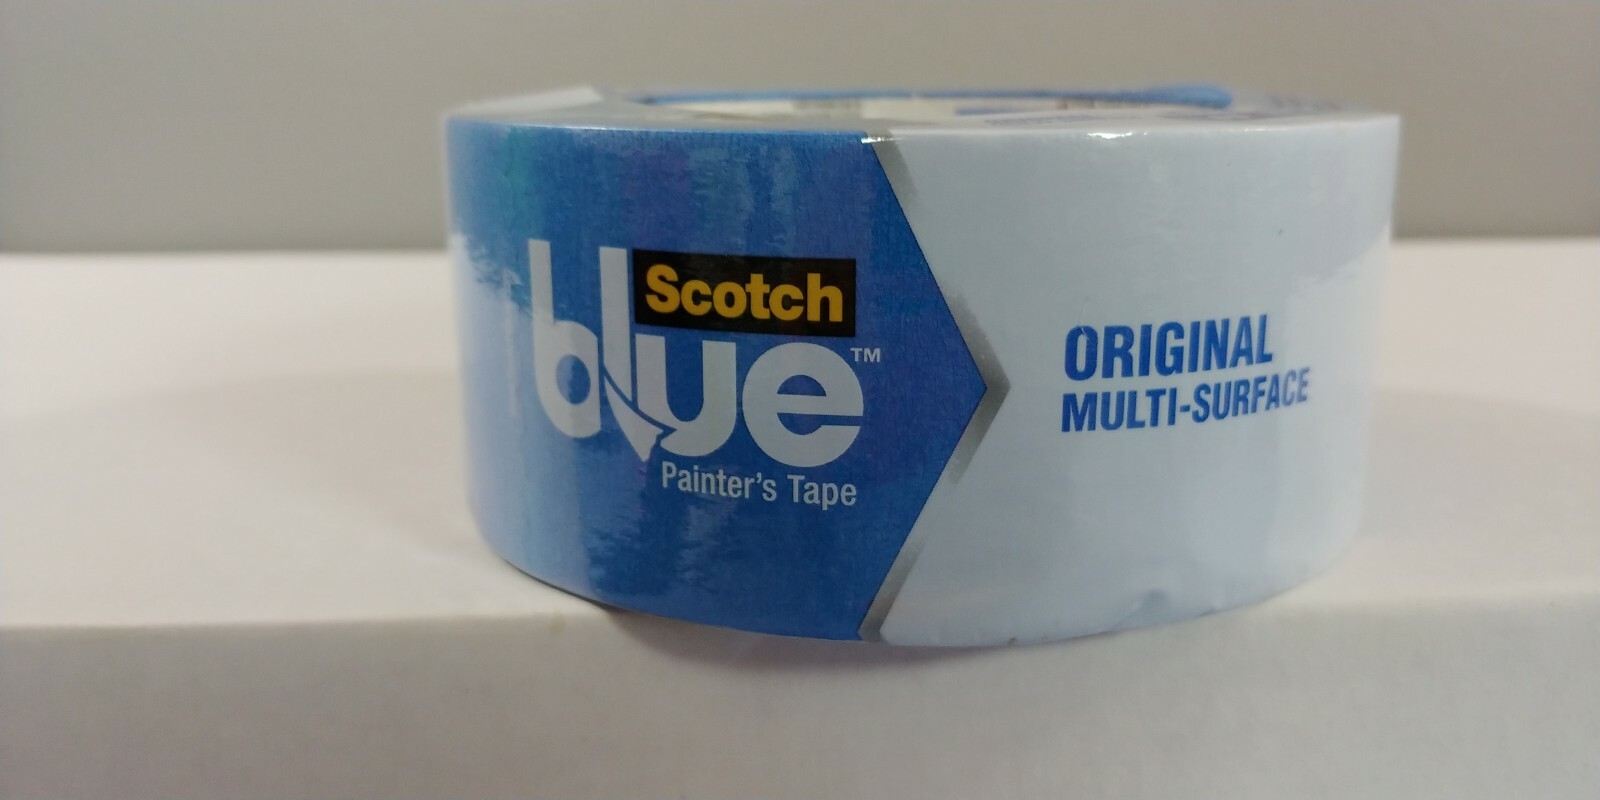 Scotch
blue™
Painter's Tape
ORIGINAL
MULTI-SURFACE